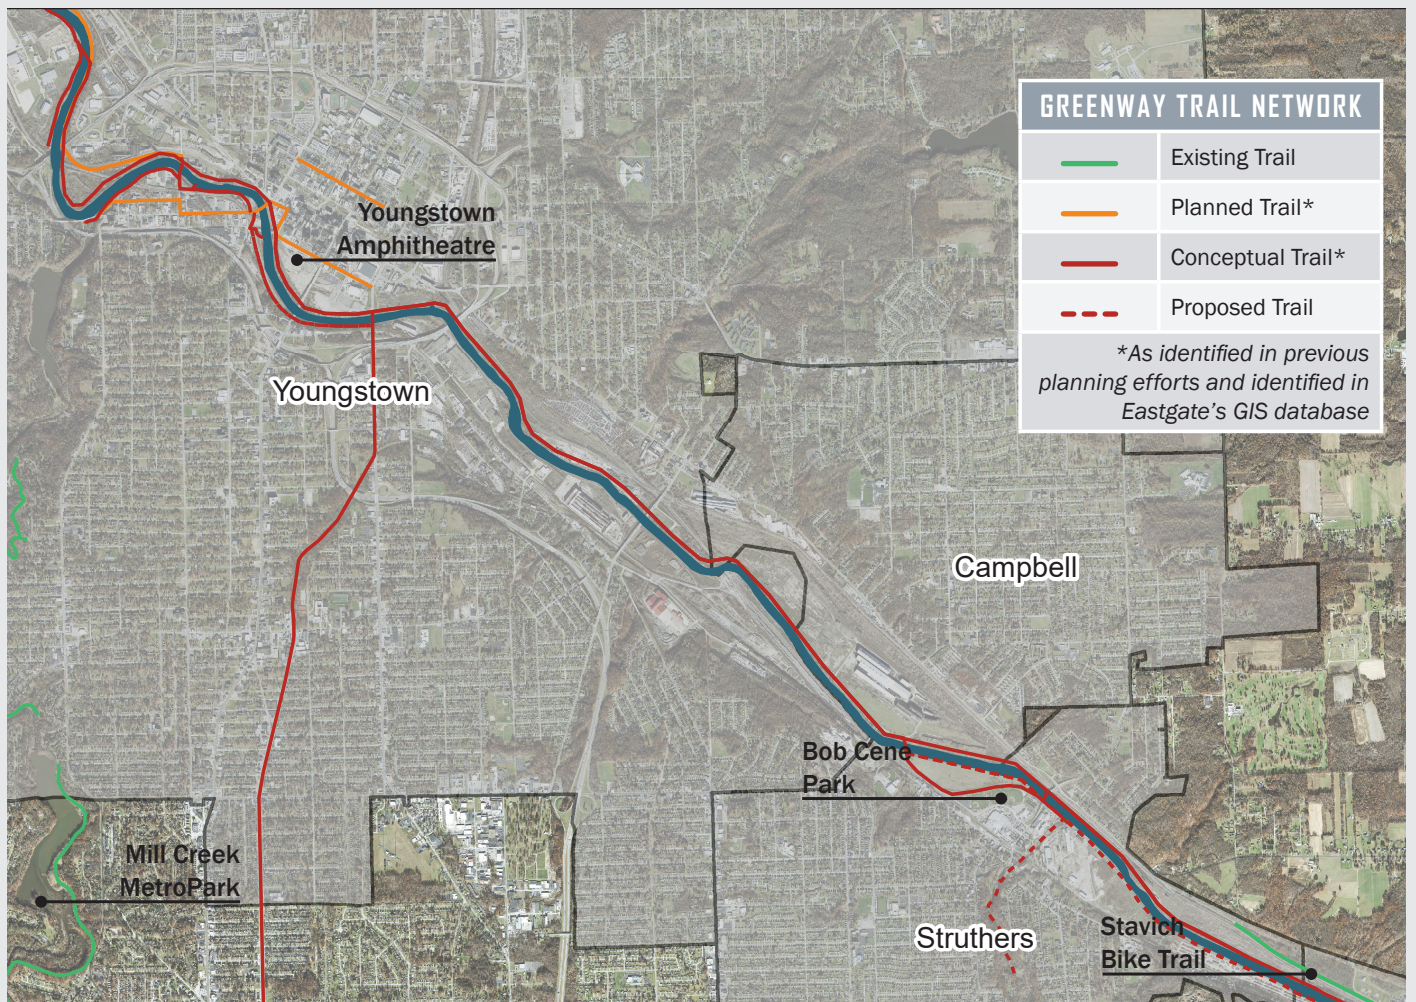 GREENWAY TRAIL NETWORK
Existing Trail
Planned Trail*
Conceptual Trail*
Proposed Trail
*As identified in previous
planning efforts and identified in
Eastgate's GIS database
Youngstown
Amphitheatre
Youngstown
Campbell
Bob Cene
Park
Mill Creek
MetroPark
Struthers
Stavich
Bike Trail